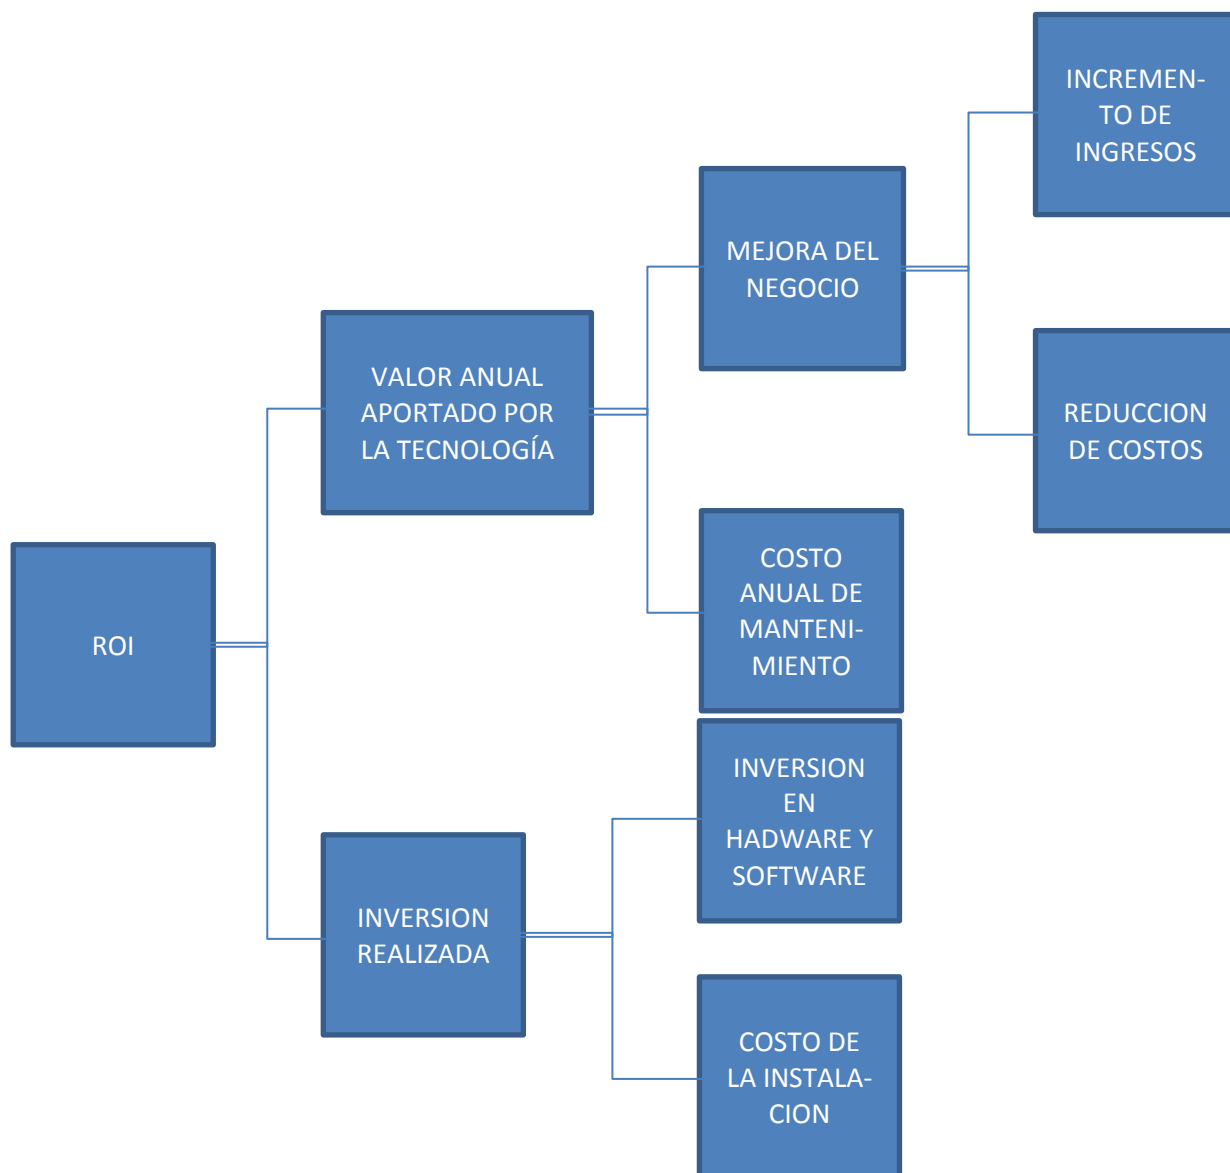 INCREMEN-
TO DE
INGRESOS
MEJORA DEL
NEGOCIO
REDUCCION
DE COSTOS
VALOR ANUAL
APORTADO POR
LA TECNOLOGÍA
COSTO
ANUAL DE
MANTENI-
MIENTO
ROI
INVERSION
EN
HADWARE Y
SOFTWARE
INVERSION
REALIZADA
COSTO DE
LA INSTALA-
CION